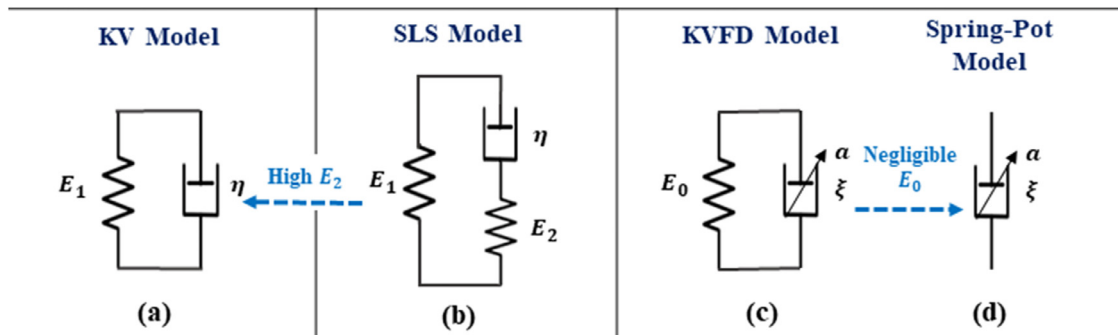 KV Model
SLS Model
KVFD Model
Spring-Pot
Model
E₁
η
High E₂
E₁
η
E₂
E₀
a
ξ
Negligible
E₀
a
ξ
(a)
(b)
(c)
(d)